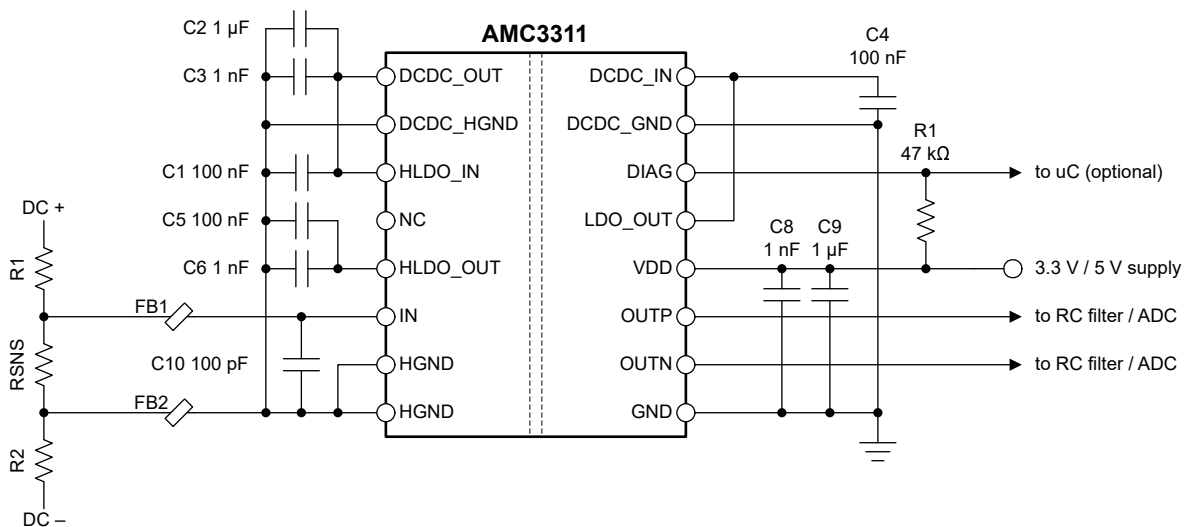 C2 1 µF
AMC3311
C4
100 nF
C3 1 nF
DCDC_OUT
DCDC_IN
DCDC_HGND
DCDC_GND
R1
47 kΩ
C1 100 nF
HLDO_IN
DIAG
to uC (optional)
DC +
C5 100 nF
NC
LDO_OUT
C8
1 nF
C9
1 µF
R1
C6 1 nF
HLDO_OUT
VDD
3.3 V / 5 V supply
FB1
IN
OUTP
to RC filter / ADC
RSNS
C10 100 pF
HGND
OUTN
to RC filter / ADC
FB2
HGND
GND
R2
DC –